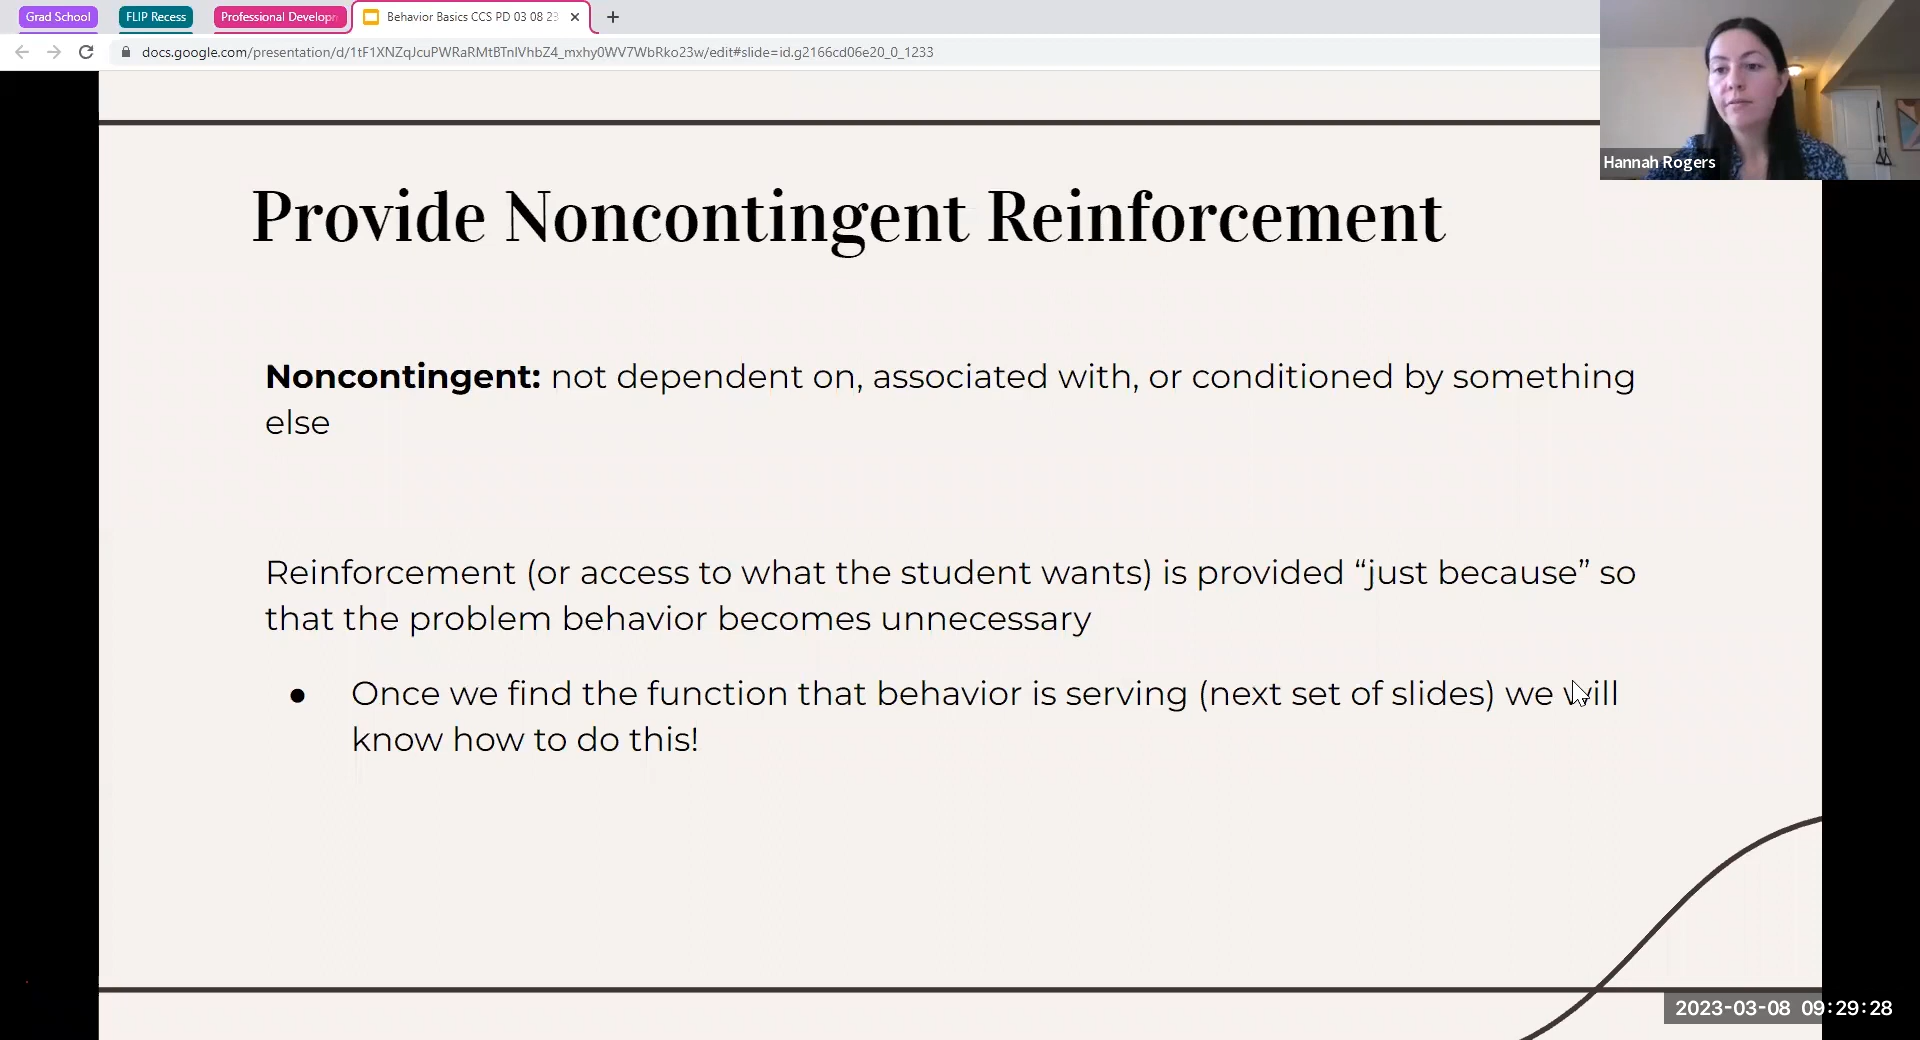 Grad School
FLIP Recess
Professional Develop
Behavior Basics CCS PD 03 08 23
docs.google.com/presentation/d/1tF1XNZqJcuPWRaRMtBTnIVhbZ4_mxhy0WV7WbRko23w/edit#slide=id.g2166cd06e20_0_1233
Hannah Rogers
Provide Noncontingent Reinforcement
Noncontingent: not dependent on, associated with, or conditioned by something
else
Reinforcement (or access to what the student wants) is provided “just because” so
that the problem behavior becomes unnecessary
● Once we find the function that behavior is serving (next set of slides) we will
know how to do this!
2023-03-08 09:29:28